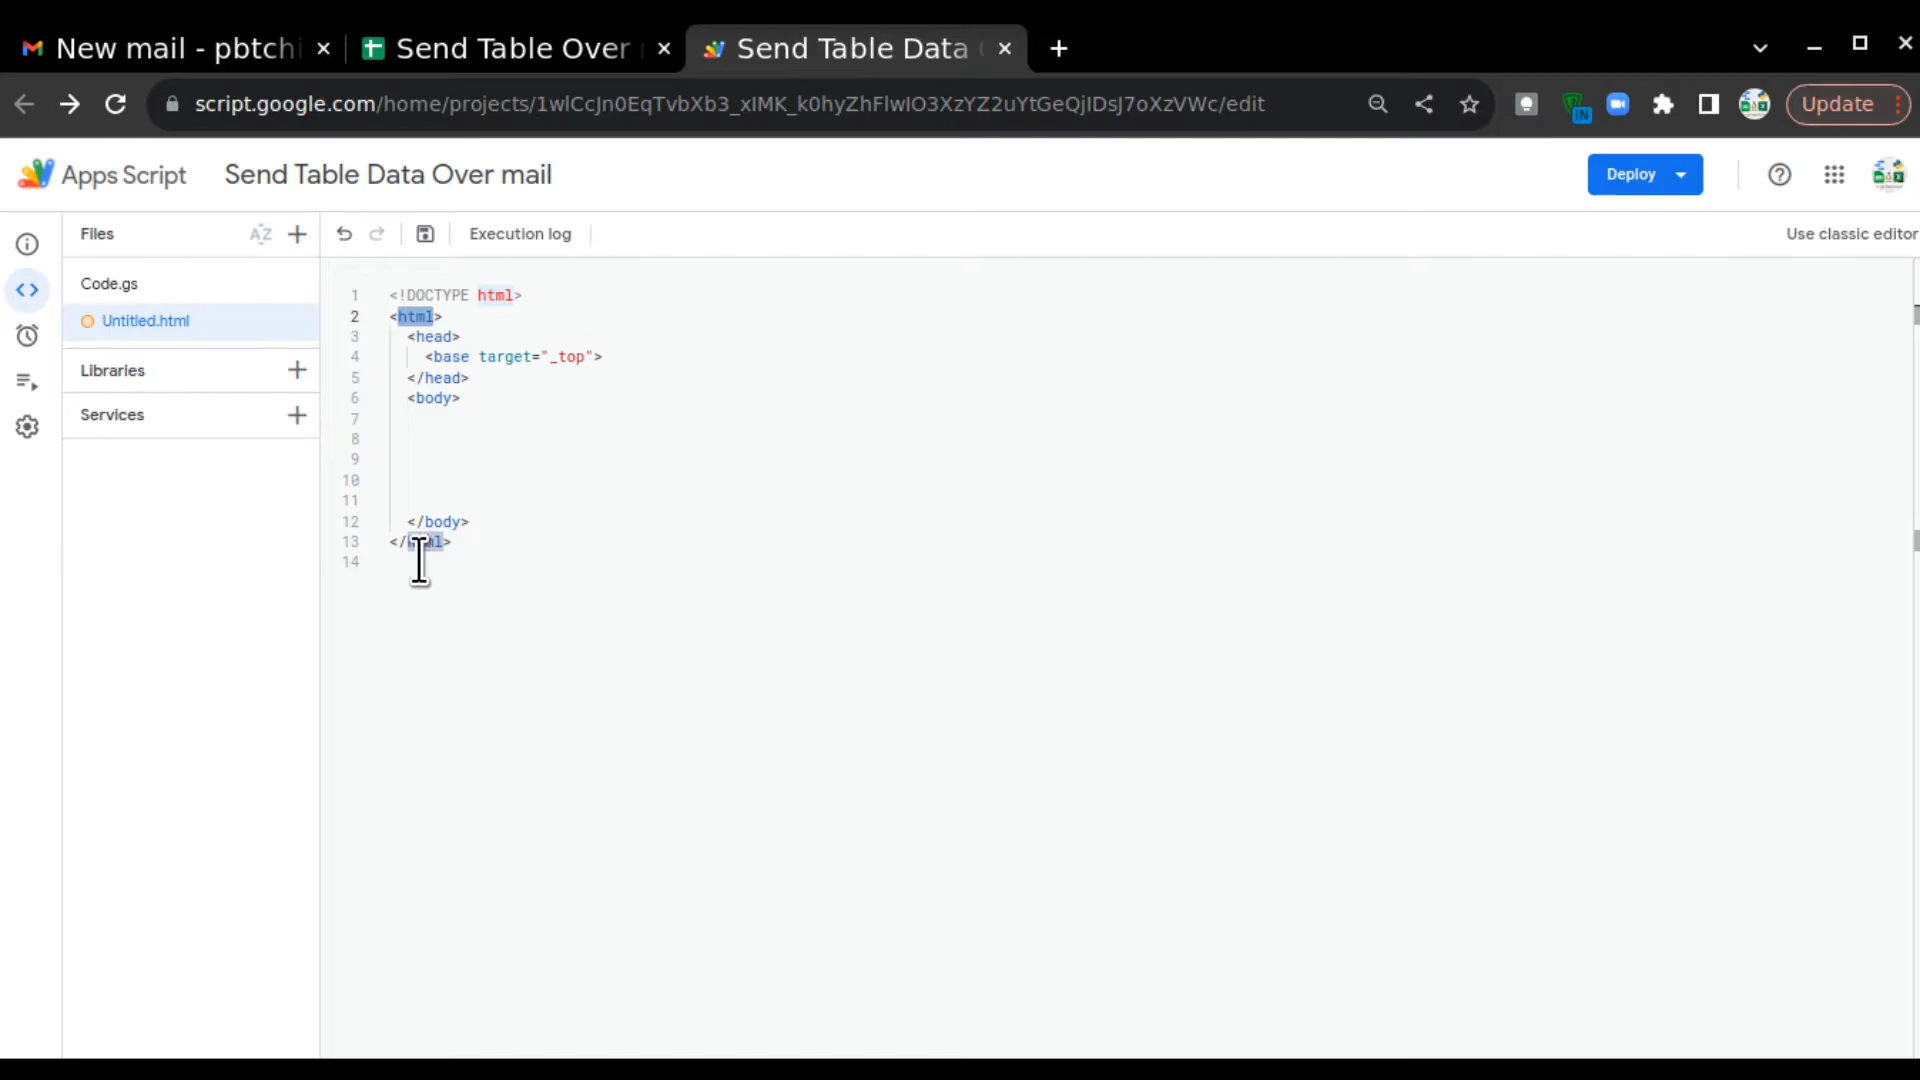 New mail - pbtchi
Send Table Over
Send Table Data
script.google.com/home/projects/1wlCcJn0EqTvbXb3_xIMK_k0hyZhFlwIO3XzYZ2uYtGeQjIDsJ7oXzVWc/edit
IN
Update
Apps Script
Send Table Data Over mail
Deploy
Files
AZ
Execution log
Use classic editor
Code.gs
Untitled.html
Libraries
Services
1 <!DOCTYPE html>
2 <html>
3 <head>
4 <base target="_top">
5 </head>
6 <body>
7
8
9
10
11
12 </body>
13 </html>
14